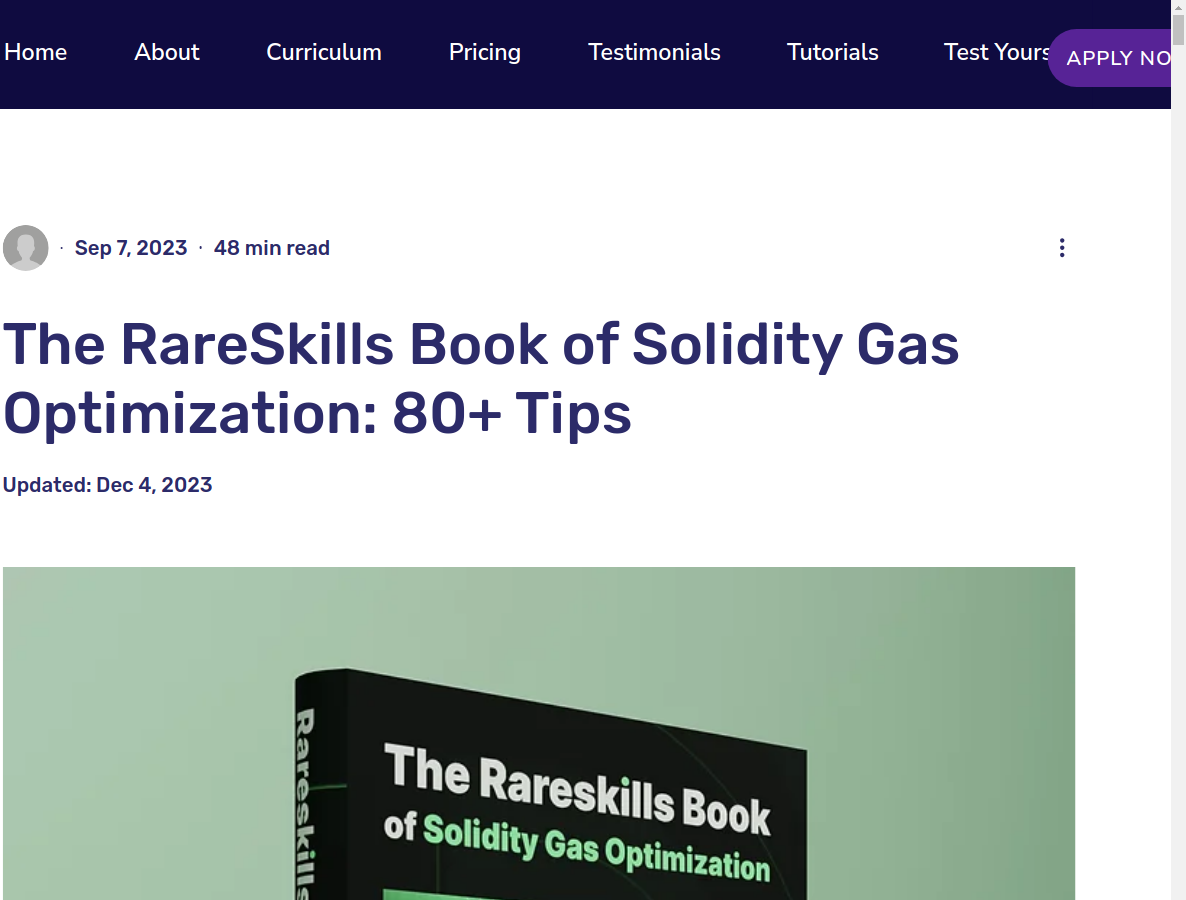 Home About Curriculum Pricing Testimonials Tutorials Test Yours APPLY NO
· Sep 7, 2023 · 48 min read
The RareSkills Book of Solidity Gas
Optimization: 80+ Tips
Updated: Dec 4, 2023
Rareskills
The Rareskills Book
of Solidity Gas Optimization